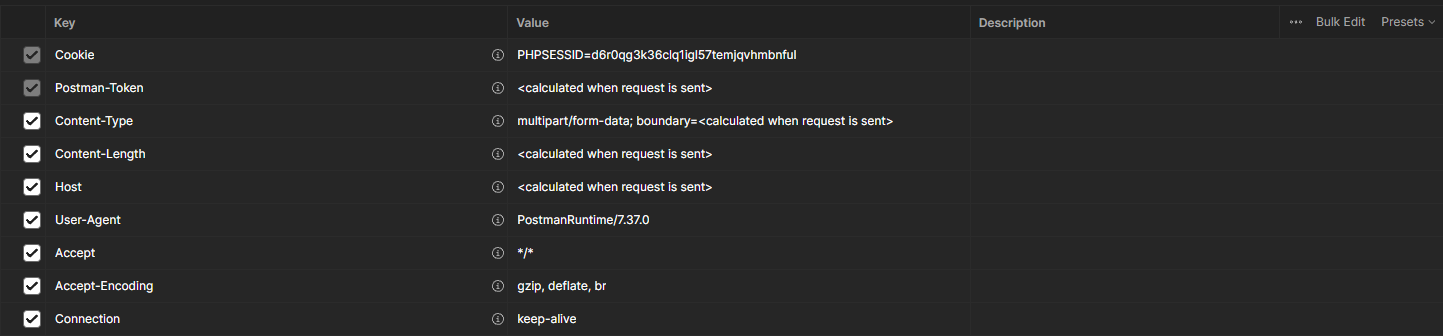 Key Value Description Bulk Edit Presets
Cookie PHPSESSID=d6r0qg3k36clq1igl57temjqvhmbnful
Postman-Token <calculated when request is sent>
Content-Type multipart/form-data; boundary=<calculated when request is sent>
Content-Length <calculated when request is sent>
Host <calculated when request is sent>
User-Agent PostmanRuntime/7.37.0
Accept */*
Accept-Encoding gzip, deflate, br
Connection keep-alive